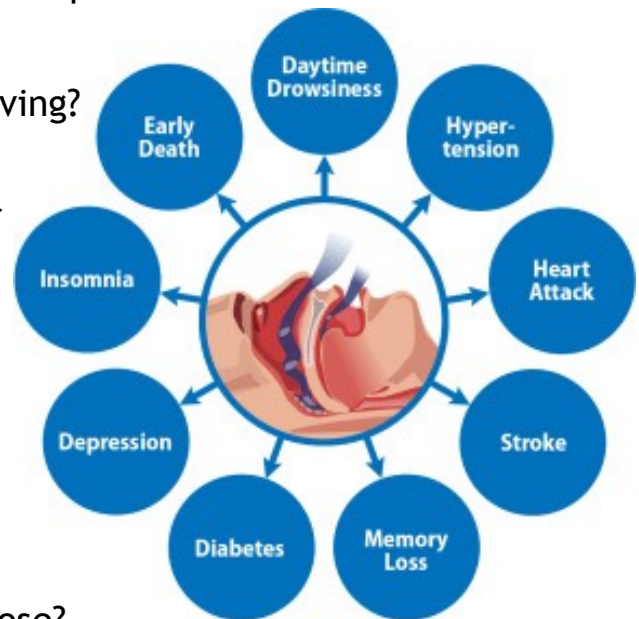 ving?
Daytime
Drowsiness
Hyper-
tension
Heart
Attack
Stroke
Memory
Loss
Diabetes
Depression
Insomnia
Early
Death